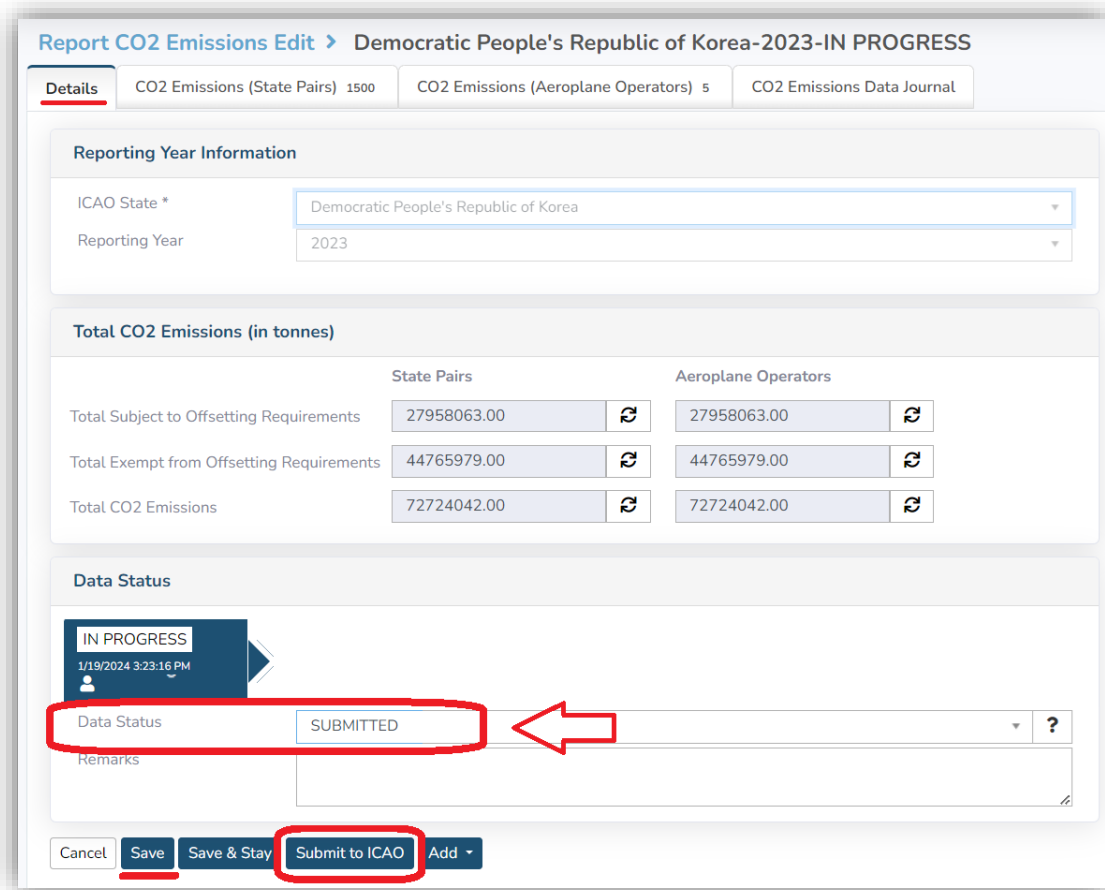 Report CO2 Emissions Edit > Democratic People's Republic of Korea-2023-IN PROGRESS
Details CO2 Emissions (State Pairs) 1500 CO2 Emissions (Aeroplane Operators) 5 CO2 Emissions Data Journal
Reporting Year Information
ICAO State * Democratic People's Republic of Korea
Reporting Year 2023
Total CO2 Emissions (in tonnes)
State Pairs Aeroplane Operators
Total Subject to Offsetting Requirements 27958063.00 27958063.00
Total Exempt from Offsetting Requirements 44765979.00 44765979.00
Total CO2 Emissions 72724042.00 72724042.00
Data Status
IN PROGRESS
1/19/2024 3:23:16 PM
Data Status SUBMITTED ?
Remarks
Cancel Save Save & Stay Submit to ICAO Add